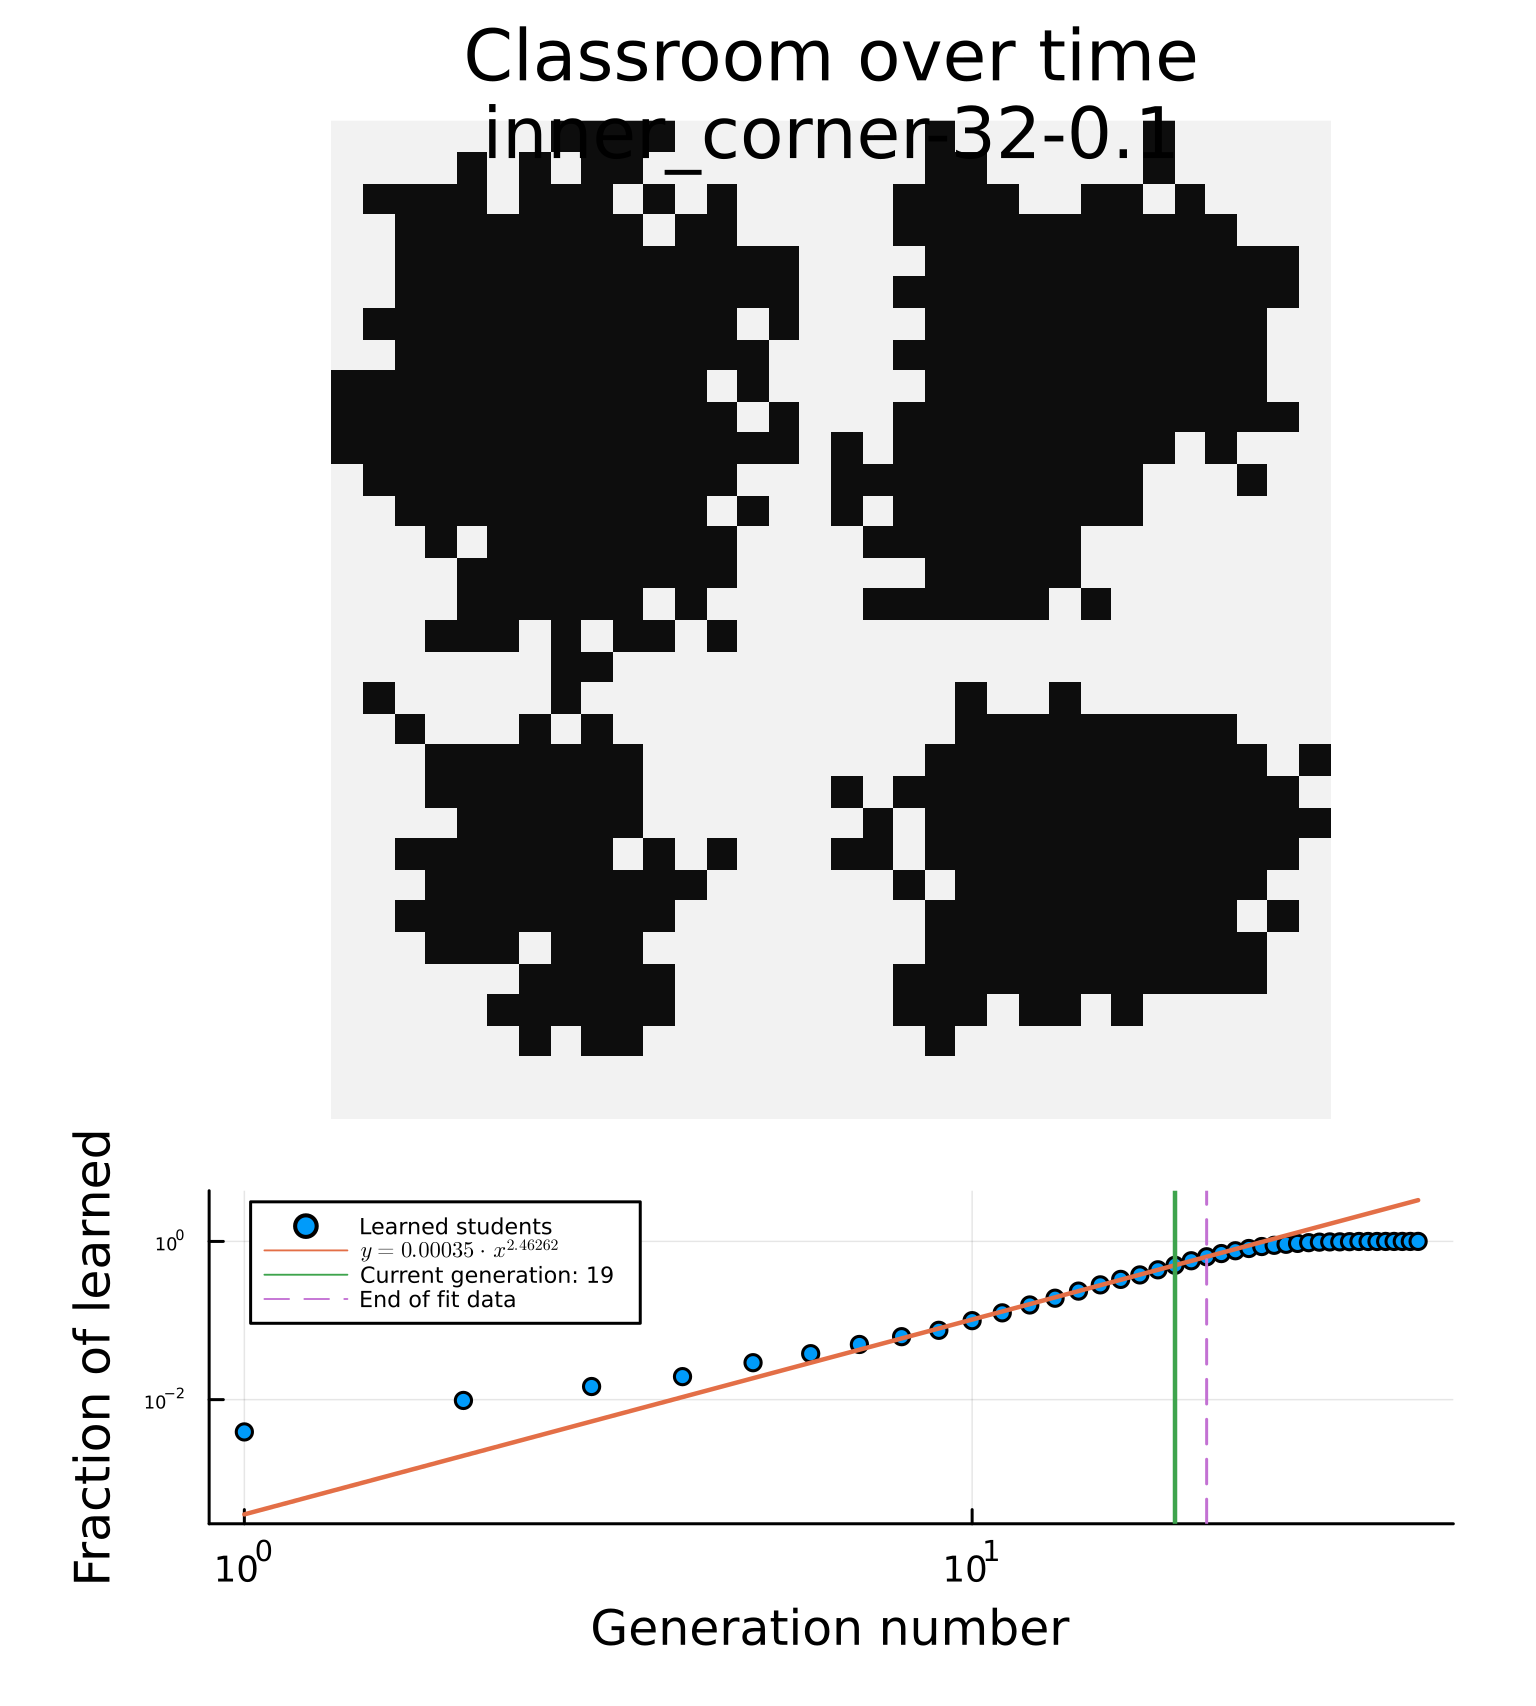 Classroom over time
inner_corner-32-0.1
Fraction of learned
10^0
10^-2
Learned students
y = 0.00035 · x^2.46262
Current generation: 19
End of fit data
10^0
10^1
Generation number